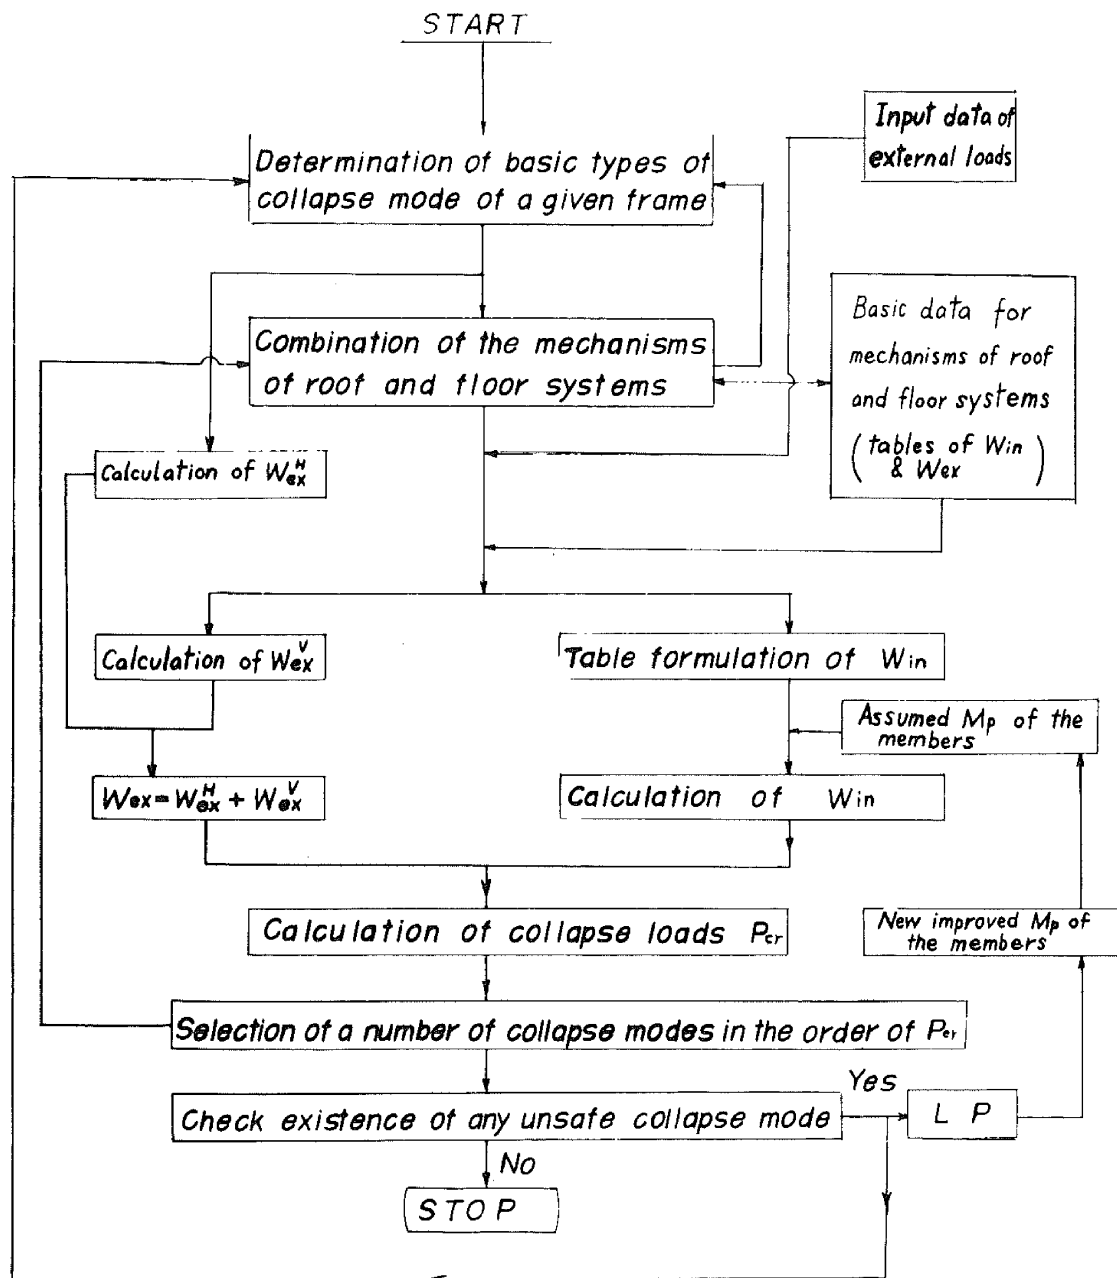 START
Input data of
external loads
Determination of basic types of
collapse mode of a given frame
Basic data for
mechanisms of roof
and floor systems
( tables of Win
& Wex )
Combination of the mechanisms
of roof and floor systems
Calculation of W_ex^H
Calculation of W_ex^V
Table formulation of Win
Assumed Mp of the
members
Wex = W_ex^H + W_ex^V
Calculation of Win
Calculation of collapse loads Pcr
New improved Mp of
the members
Selection of a number of collapse modes in the order of Pcr
Yes
Check existence of any unsafe collapse mode
L P
No
STOP